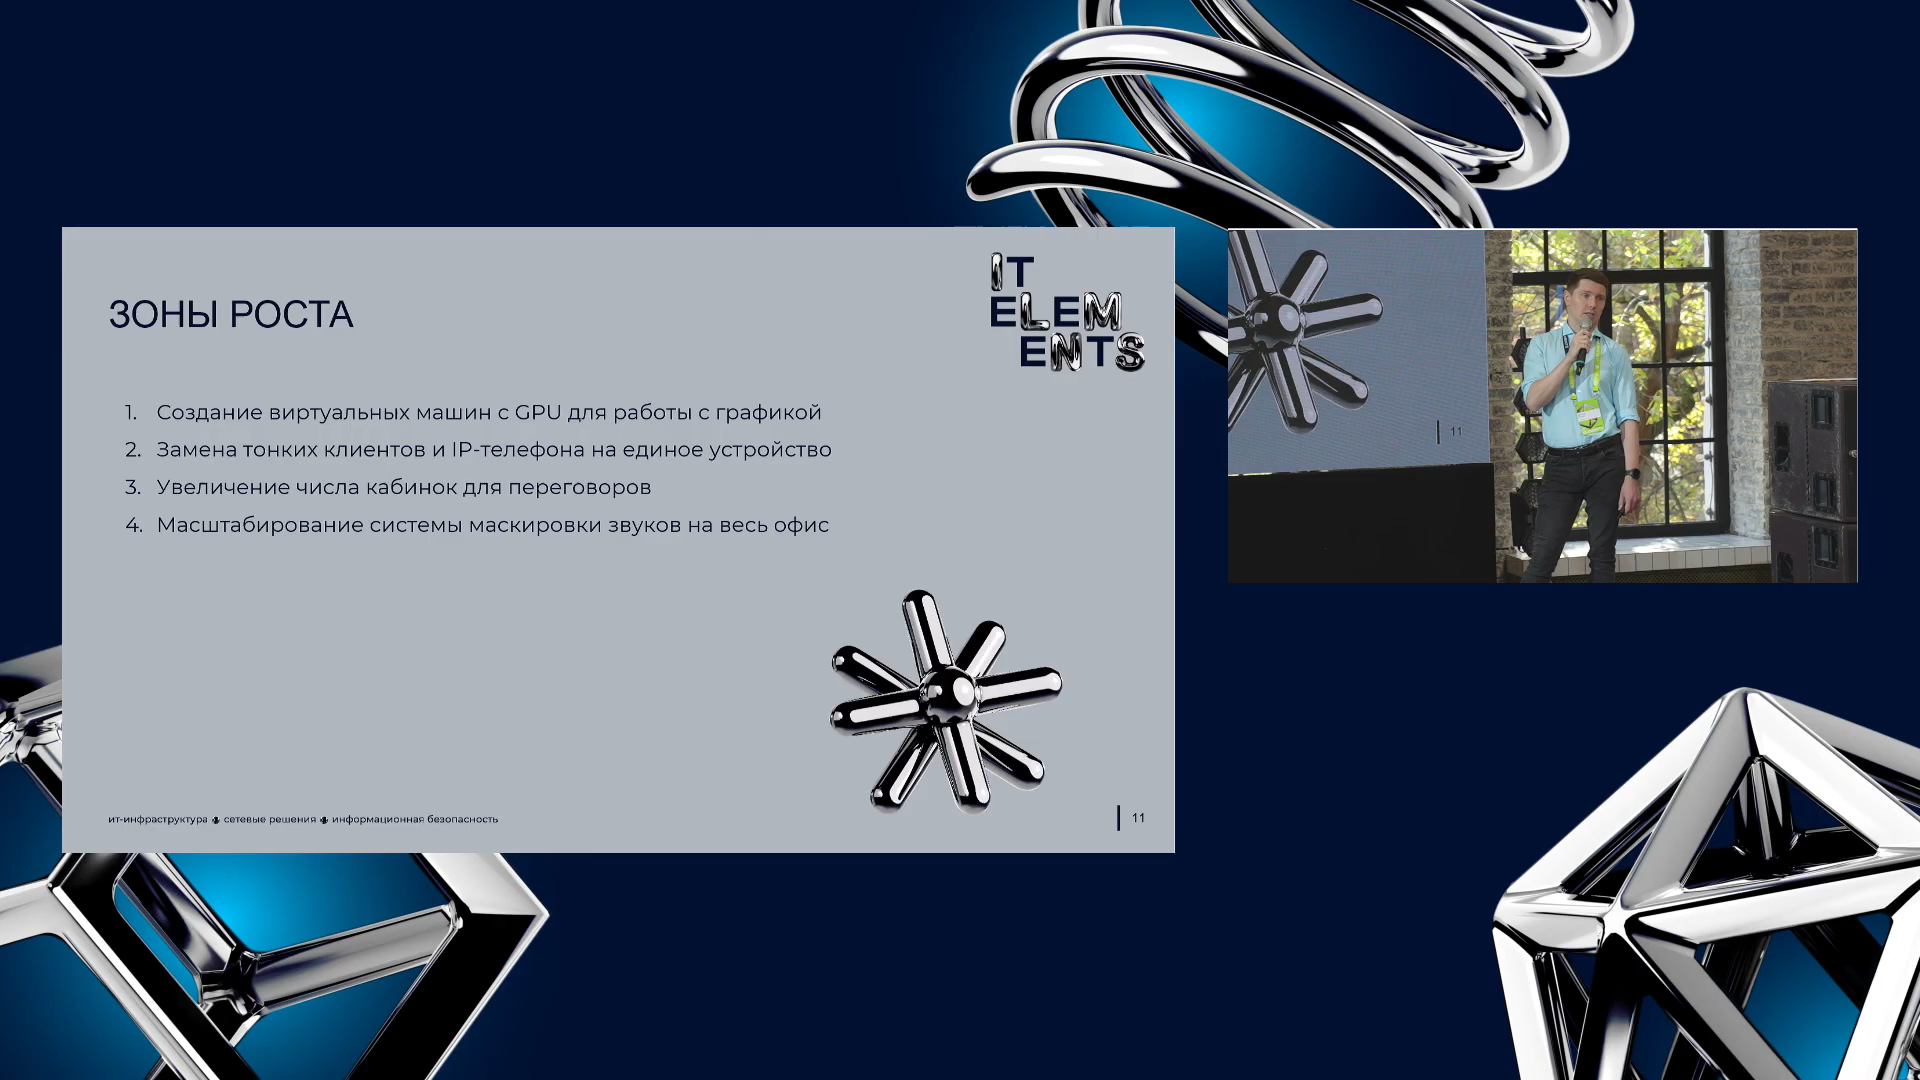 IT
ELEM
ENTS
ЗОНЫ РОСТА
1. Создание виртуальных машин с GPU для работы с графикой
2. Замена тонких клиентов и IP-телефона на единое устройство
3. Увеличение числа кабинок для переговоров
4. Масштабирование системы маскировки звуков на весь офис
ит-инфраструктура сетевые решения информационная безопасность
11
11